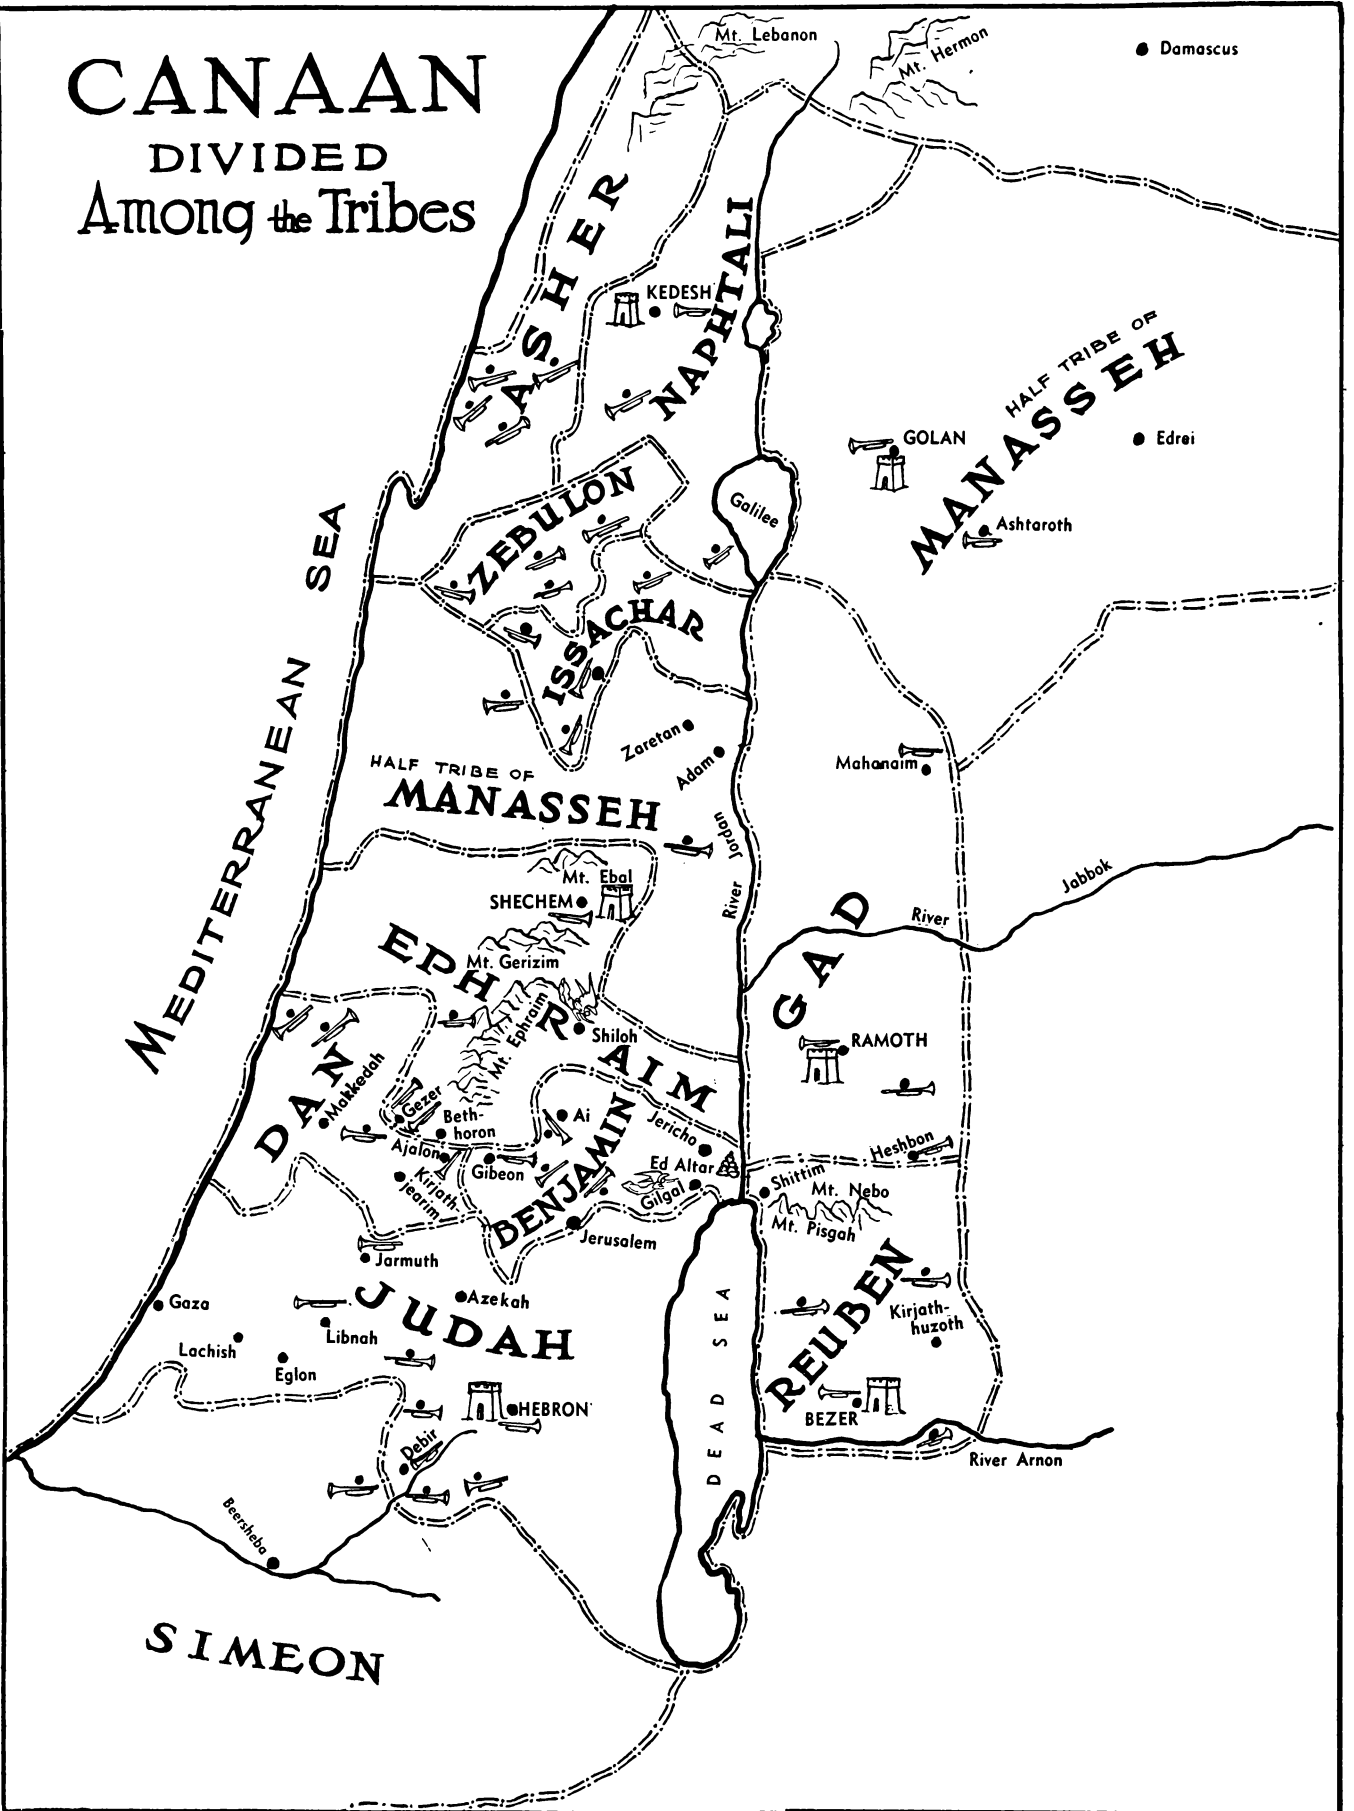 CANAAN
DIVIDED
Among the Tribes
Mt. Lebanon
Mt. Hermon
Damascus
ASHER
NAPHTALI
KEDESH
HALF TRIBE OF
MANASSEH
GOLAN
Edrei
Ashtaroth
Galilee
ZEBULON
ISSACHAR
MEDITERRANEAN SEA
Zaretan
Adam
Mahanaim
HALF TRIBE OF
MANASSEH
River Jordan
Mt. Ebal
SHECHEM
Mt. Gerizim
EPHRAIM
Mt. Ephraim
Shiloh
GAD
River Jabbok
RAMOTH
DAN
Makkedah
Gezer
Beth-
horon
Ajalon
Kirjath-
jearim
Gibeon
Ai
BENJAMIN
Jericho
Ed Altar
Gilgal
Jerusalem
Heshbon
Shittim
Mt. Nebo
Mt. Pisgah
REUBEN
Kirjath-
huzoth
BEZER
River Arnon
Jarmuth
JUDAH
Azekah
Gaza
Libnah
Lachish
Eglon
HEBRON
Debir
DEAD SEA
Beersheba
SIMEON